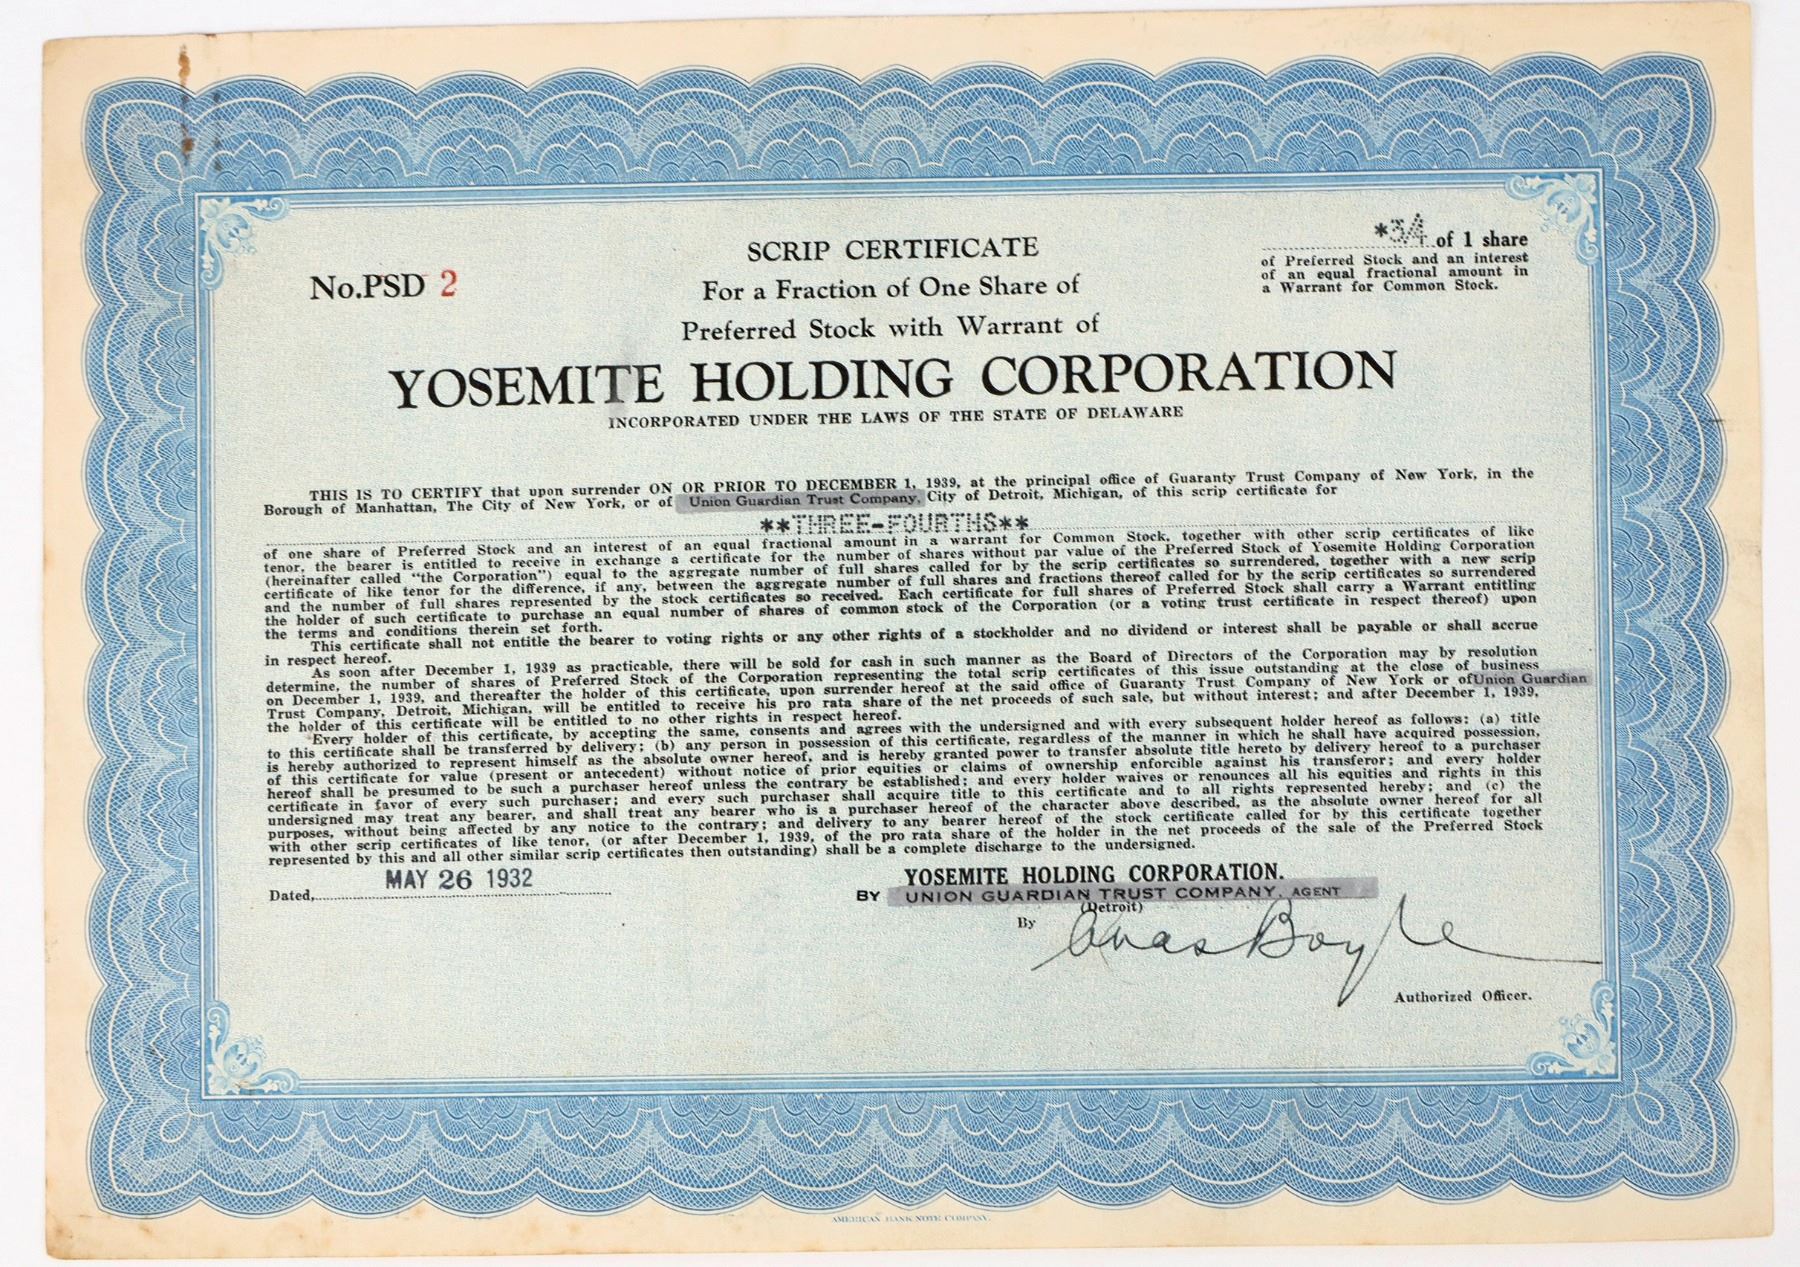 SCRIP CERTIFICATE
For a Fraction of One Share of
Preferred Stock with Warrant of
YOSEMITE HOLDING CORPORATION
INCORPORATED UNDER THE LAWS OF THE STATE OF DELAWARE
No.PSD 2
*3/4 of 1 share
of Preferred Stock and an interest
of an equal fractional amount in
a Warrant for Common Stock.
THIS IS TO CERTIFY that upon surrender ON OR PRIOR TO DECEMBER 1, 1939, at the principal office of Guaranty Trust Company of New York, in the
Borough of Manhattan, The City of New York, or of Union Guardian Trust Company, City of Detroit, Michigan, of this scrip certificate for
**THREE-FOURTHS**
of one share of Preferred Stock and an interest of an equal fractional amount in a warrant for Common Stock, together with other scrip certificates of like
tenor, the bearer is entitled to receive in exchange a certificate for the number of shares without par value of the Preferred Stock of Yosemite Holding Corporation
(hereinafter called "the Corporation") equal to the aggregate number of full shares called for by the scrip certificates so surrendered, together with a new scrip
certificate of like tenor for the difference, if any, between the aggregate number of full shares and fractions thereof called for by the scrip certificates so surrendered
and the number of full shares represented by the stock certificates so received. Each certificate for full shares of Preferred Stock shall carry a Warrant entitling
the holder of such certificate to purchase an equal number of shares of common stock of the Corporation (or a voting trust certificate in respect thereof) upon
the terms and conditions therein set forth.
This certificate shall not entitle the bearer to voting rights or any other rights of a stockholder and no dividend or interest shall be payable or shall accrue
in respect hereof.
As soon after December 1, 1939 as practicable, there will be sold for cash in such manner as the Board of Directors of the Corporation may by resolution
determine, the number of shares of Preferred Stock of the Corporation representing the total scrip certificates of this issue outstanding at the close of business
on December 1, 1939, and thereafter the holder of this certificate, upon surrender hereof at the said office of Guaranty Trust Company of New York or of Union Guardian
Trust Company, Detroit, Michigan, will be entitled to receive his pro rata share of the net proceeds of such sale, but without interest; and after December 1, 1939,
the holder of this certificate will be entitled to no other rights in respect hereof.
Every holder of this certificate, by accepting the same, consents and agrees with the undersigned and with every subsequent holder hereof as follows: (a) title
to this certificate shall be transferred by delivery; (b) any person in possession of this certificate, regardless of the manner in which he shall have acquired possession,
is hereby authorized to represent himself as the absolute owner hereof, and is hereby granted power to transfer absolute title hereto by delivery hereof to a purchaser
of this certificate for value (present or antecedent) without notice of prior equities or claims of ownership enforcible against his transferor; and every holder
hereof shall be presumed to be such a purchaser hereof unless the contrary be established; and every holder waives or renounces all his equities and rights in this
certificate in favor of every such purchaser; and every such purchaser shall acquire title to this certificate and to all rights represented hereby; and (c) the
undersigned may treat any bearer, and shall treat any bearer who is a purchaser hereof of the character above described, as the absolute owner hereof for all
purposes, without being affected by any notice to the contrary; and delivery to any bearer hereof of the stock certificate called for by this certificate together
with other scrip certificates of like tenor, (or after December 1, 1939, of the pro rata share of the holder in the net proceeds of the sale of the Preferred Stock
represented by this and all other similar scrip certificates then outstanding) shall be a complete discharge to the undersigned.
Dated, MAY 26 1932
YOSEMITE HOLDING CORPORATION.
BY UNION GUARDIAN TRUST COMPANY, AGENT
(Detroit)
By Chas Boyle
Authorized Officer.
AMERICAN BANK NOTE COMPANY.